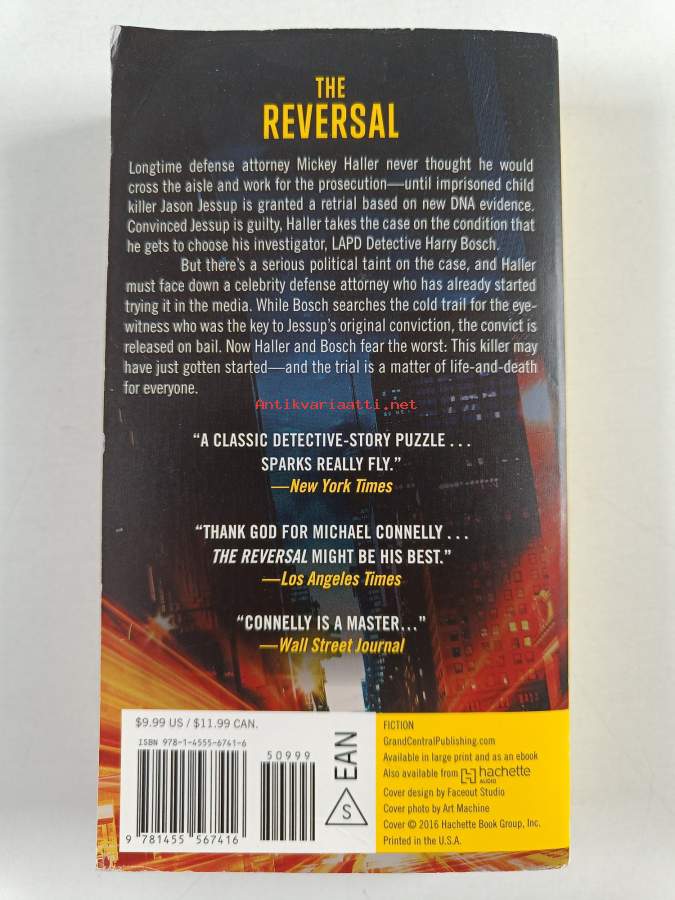 THE
REVERSAL
Longtime defense attorney Mickey Haller never thought he would
cross the aisle and work for the prosecution—until imprisoned child
killer Jason Jessup is granted a retrial based on new DNA evidence.
Convinced Jessup is guilty, Haller takes the case on the condition that
he gets to choose his investigator, LAPD Detective Harry Bosch.
But there's a serious political taint on the case, and Haller
must face down a celebrity defense attorney who has already started
trying it in the media. While Bosch searches the cold trail for the eye-
witness who was the key to Jessup's original conviction, the convict is
released on bail. Now Haller and Bosch fear the worst: This killer may
have just gotten started—and the trial is a matter of life-and-death
for everyone.
Antikvariaatti.net
"A CLASSIC DETECTIVE-STORY PUZZLE . . .
SPARKS REALLY FLY."
—New York Times
"THANK GOD FOR MICHAEL CONNELLY . . .
THE REVERSAL MIGHT BE HIS BEST."
—Los Angeles Times
"CONNELLY IS A MASTER..."
—Wall Street Journal
$9.99 US / $11.99 CAN.
ISBN 978-1-4555-6741-6
50999
9 781455 567416
S
EAN
FICTION
GrandCentralPublishing.com
Available in large print and as an ebook
Also available from hachette
AUDIO
Cover design by Faceout Studio
Cover photo by Art Machine
Cover © 2016 Hachette Book Group, Inc.
Printed in the U.S.A.